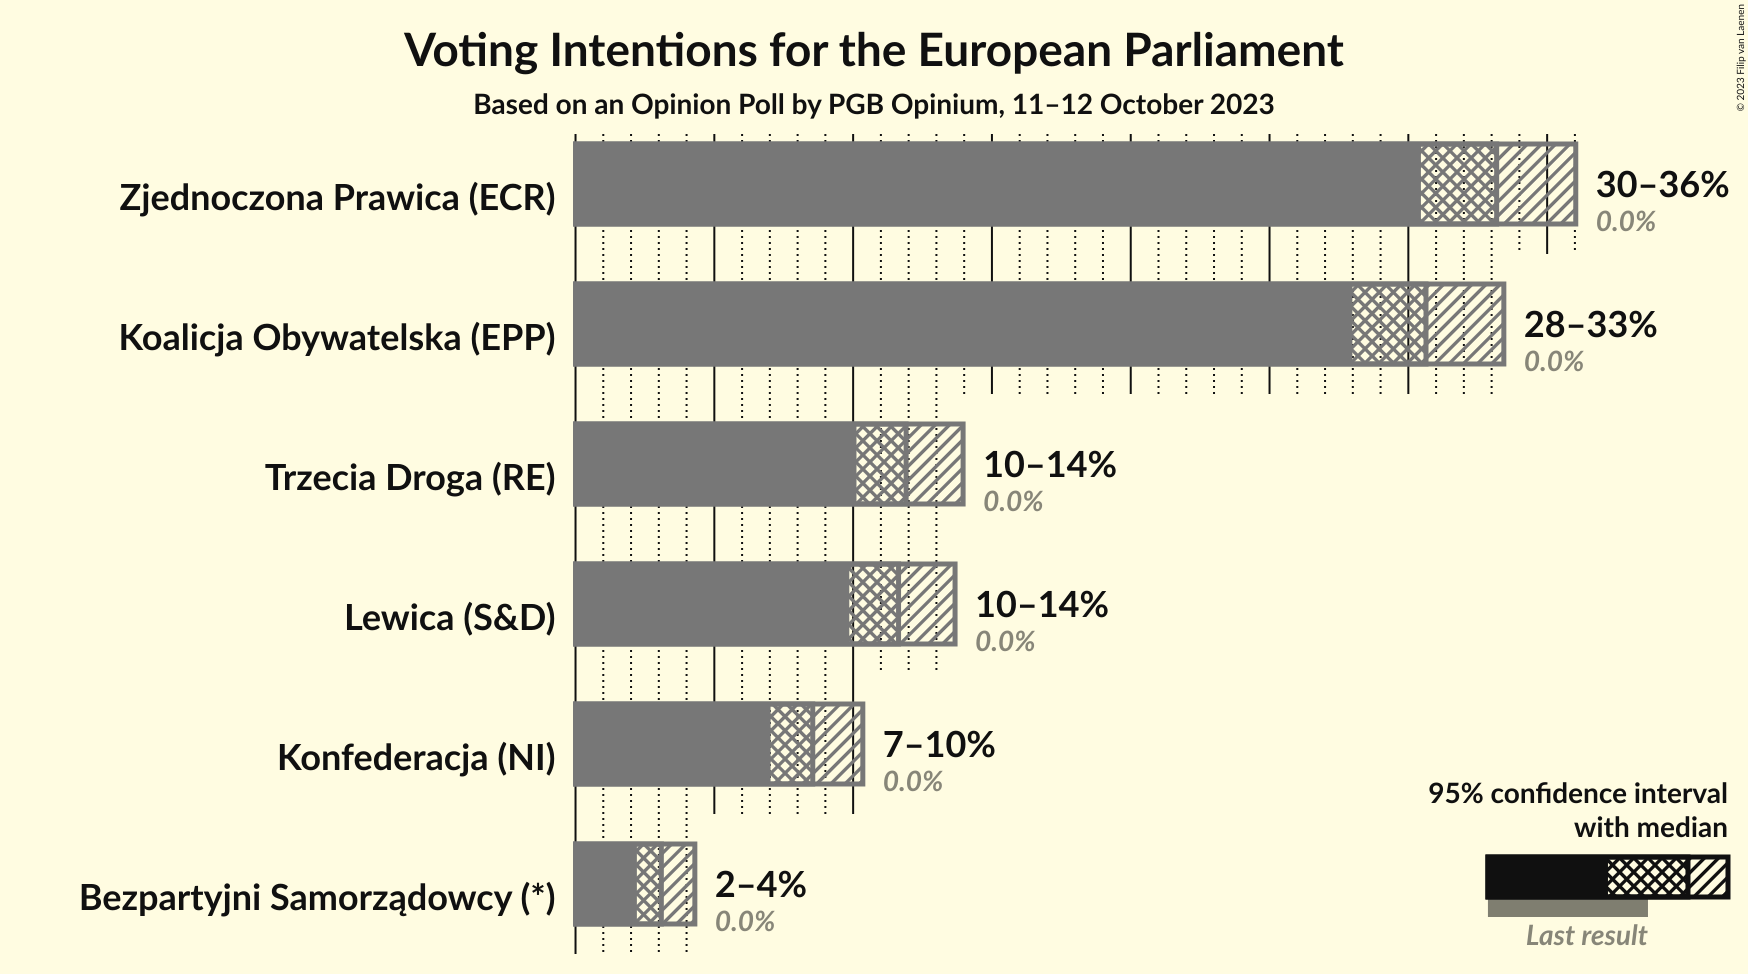 Voting Intentions for the European Parliament
Based on an Opinion Poll by PGB Opinium, 11–12 October 2023
© 2023 Filip van Laenen
Zjednoczona Prawica (ECR)
30–36%
0.0%
Koalicja Obywatelska (EPP)
28–33%
0.0%
Trzecia Droga (RE)
10–14%
0.0%
Lewica (S&D)
10–14%
0.0%
Konfederacja (NI)
7–10%
0.0%
Bezpartyjni Samorządowcy (*)
2–4%
0.0%
95% confidence interval
with median
Last result